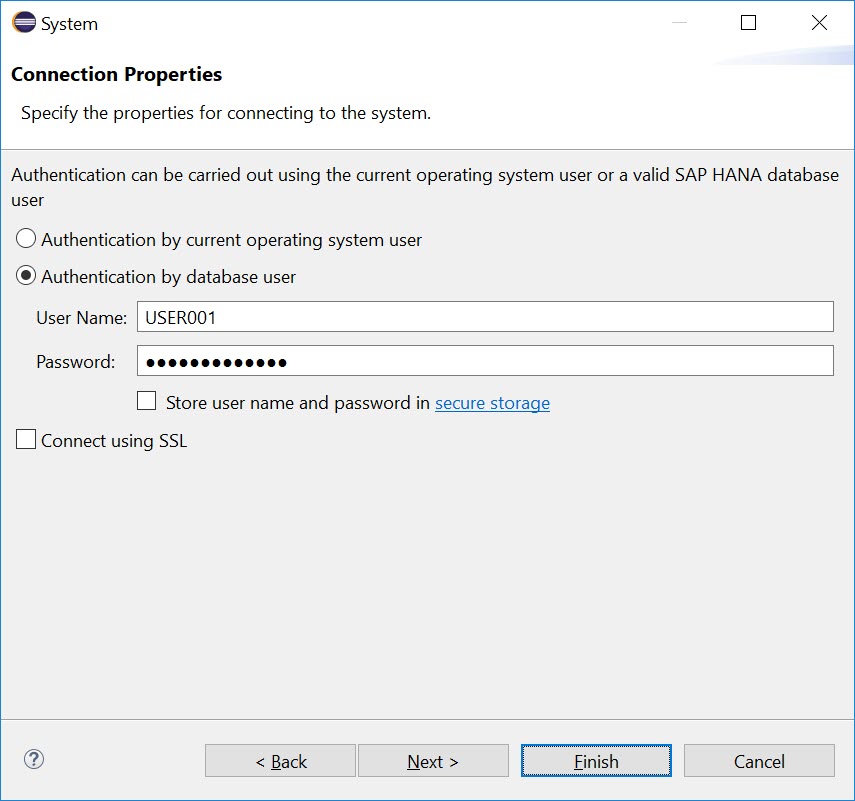 System
Connection Properties
Specify the properties for connecting to the system.
Authentication can be carried out using the current operating system user or a valid SAP HANA database
user
Authentication by current operating system user
Authentication by database user
User Name: USER001
Password: ●●●●●●●●●●●●●
Store user name and password in secure storage
Connect using SSL
? < Back Next > Finish Cancel